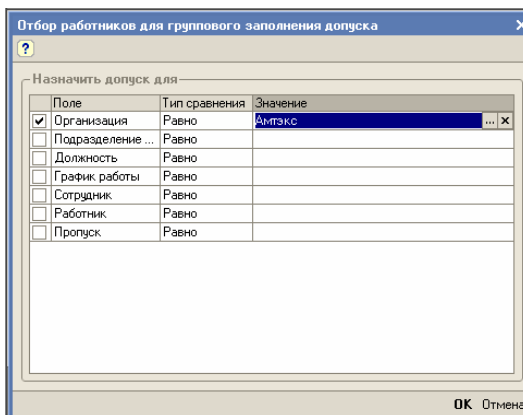 Отбор работников для группового заполнения допуска
?
Назначить допуск для
Поле Тип сравнения Значение
Организация Равно Амтэкс ... x
Подразделение ... Равно
Должность Равно
График работы Равно
Сотрудник Равно
Работник Равно
Пропуск Равно
OK Отмена